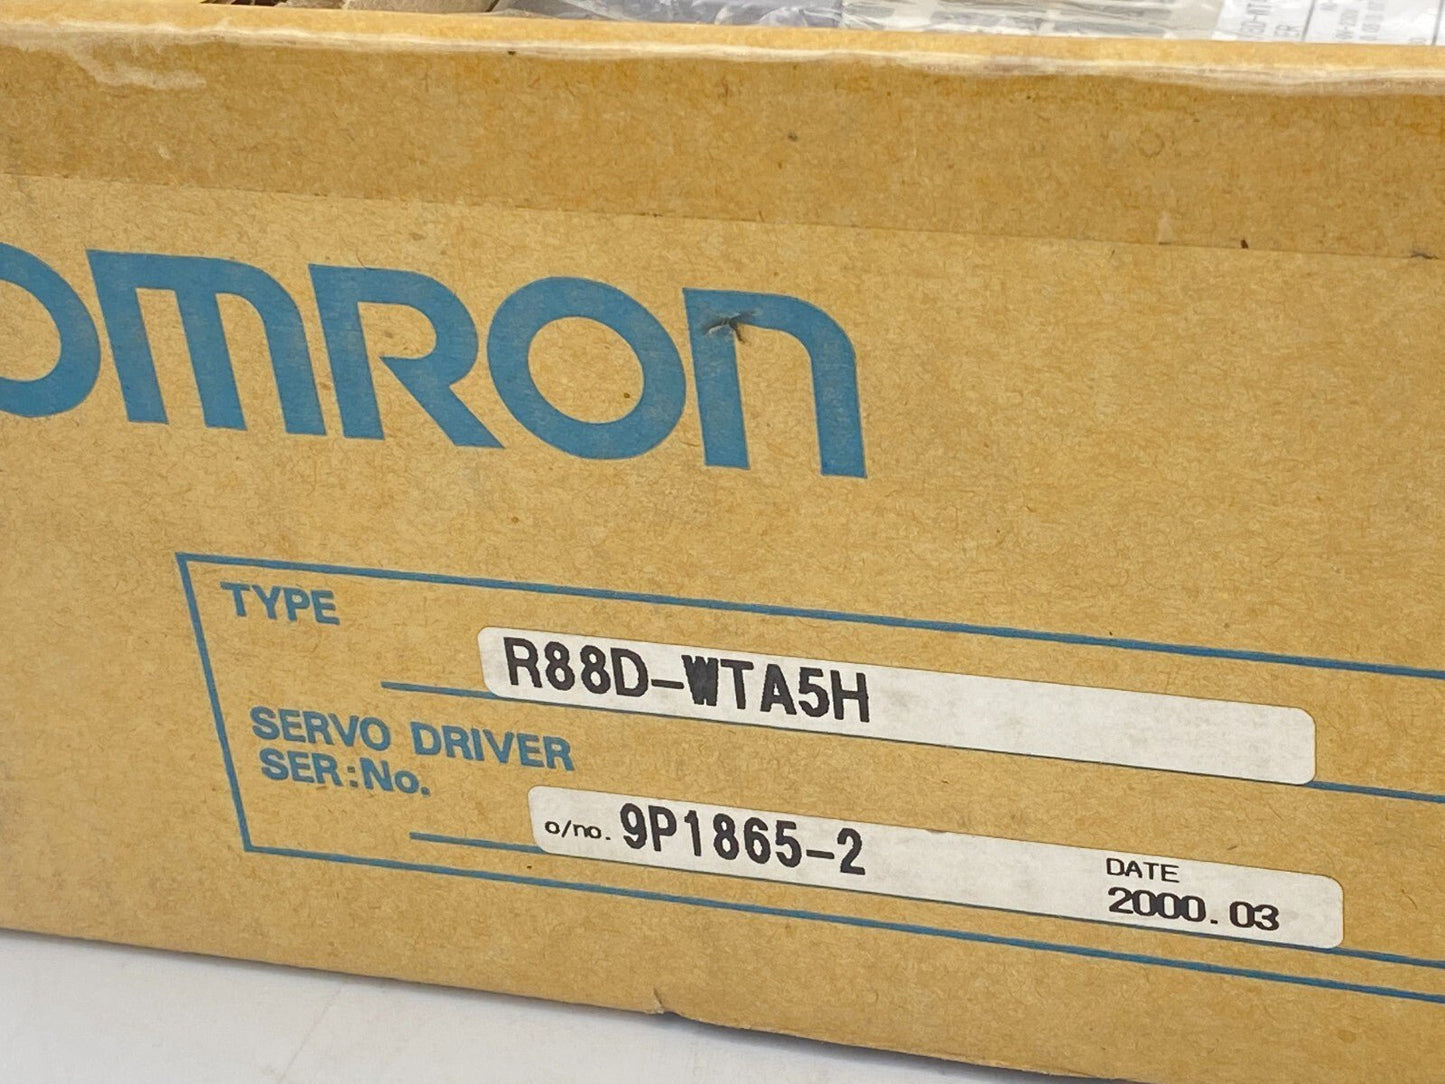 OMRON
TYPE
R88D-WTA5H
SERVO DRIVER
SER:No.
o/no. 9P1865-2
DATE
2000.03